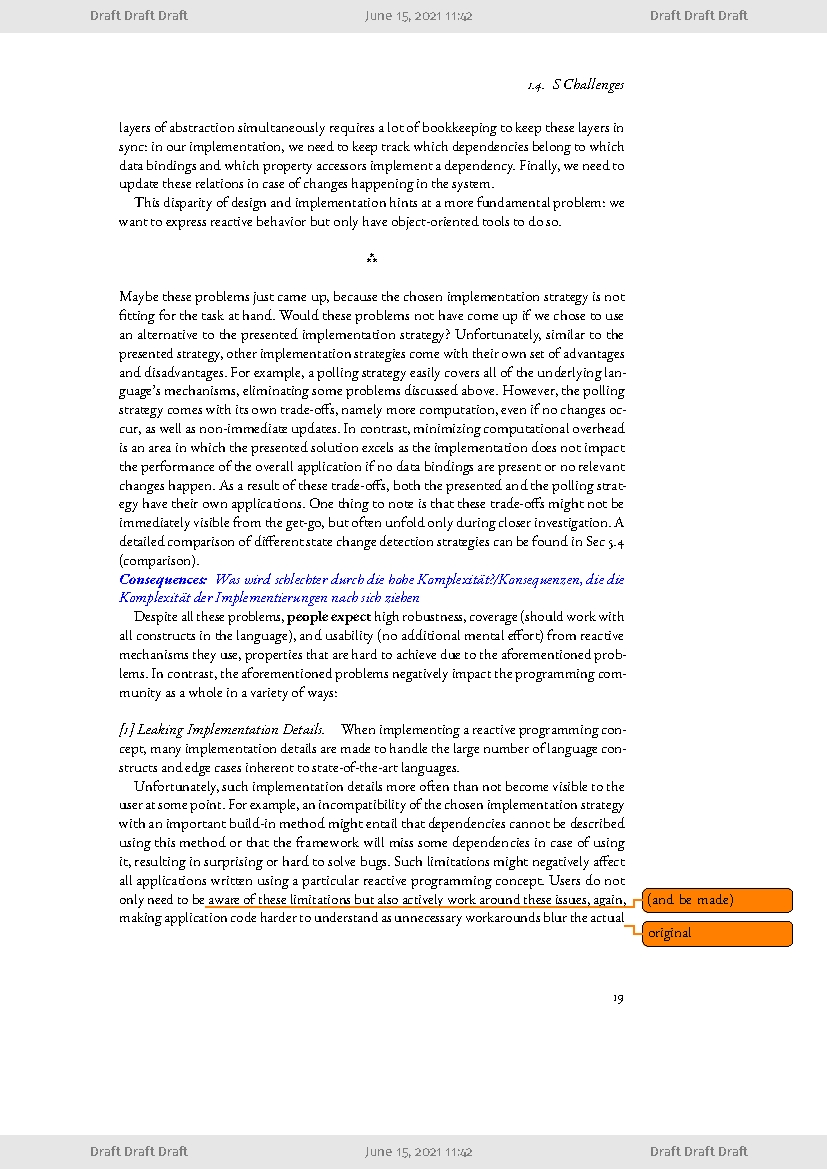 Draft Draft Draft June 15, 2021 11:42 Draft Draft Draft
1.4. S Challenges
layers of abstraction simultaneously requires a lot of bookkeeping to keep these layers in
sync: in our implementation, we need to keep track which dependencies belong to which
data bindings and which property accessors implement a dependency. Finally, we need to
update these relations in case of changes happening in the system.
This disparity of design and implementation hints at a more fundamental problem: we
want to express reactive behavior but only have object-oriented tools to do so.
⁂
Maybe these problems just came up, because the chosen implementation strategy is not
fitting for the task at hand. Would these problems not have come up if we chose to use
an alternative to the presented implementation strategy? Unfortunately, similar to the
presented strategy, other implementation strategies come with their own set of advantages
and disadvantages. For example, a polling strategy easily covers all of the underlying lan-
guage's mechanisms, eliminating some problems discussed above. However, the polling
strategy comes with its own trade-offs, namely more computation, even if no changes oc-
cur, as well as non-immediate updates. In contrast, minimizing computational overhead
is an area in which the presented solution excels as the implementation does not impact
the performance of the overall application if no data bindings are present or no relevant
changes happen. As a result of these trade-offs, both the presented and the polling strat-
egy have their own applications. One thing to note is that these trade-offs might not be
immediately visible from the get-go, but often unfold only during closer investigation. A
detailed comparison of different state change detection strategies can be found in Sec 5.4
(comparison).
Consequences: Was wird schlechter durch die hohe Komplexität?/Konsequenzen, die die
Komplexität der Implementierungen nach sich ziehen
Despite all these problems, people expect high robustness, coverage (should work with
all constructs in the language), and usability (no additional mental effort) from reactive
mechanisms they use, properties that are hard to achieve due to the aforementioned prob-
lems. In contrast, the aforementioned problems negatively impact the programming com-
munity as a whole in a variety of ways:
[1] Leaking Implementation Details. When implementing a reactive programming con-
cept, many implementation details are made to handle the large number of language con-
structs and edge cases inherent to state-of-the-art languages.
Unfortunately, such implementation details more often than not become visible to the
user at some point. For example, an incompatibility of the chosen implementation strategy
with an important build-in method might entail that dependencies cannot be described
using this method or that the framework will miss some dependencies in case of using
it, resulting in surprising or hard to solve bugs. Such limitations might negatively affect
all applications written using a particular reactive programming concept. Users do not
only need to be aware of these limitations but also actively work around these issues, again,
(and be made)
making application code harder to understand as unnecessary workarounds blur the actual
original
19
Draft Draft Draft June 15, 2021 11:42 Draft Draft Draft